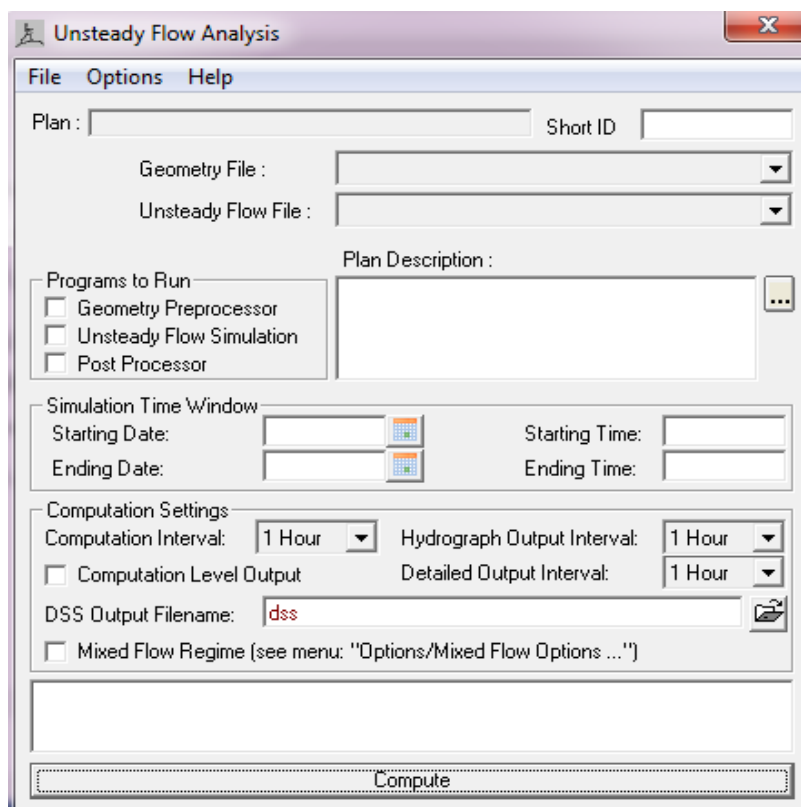 Unsteady Flow Analysis
X
File Options Help
Plan : Short ID
Geometry File :
Unsteady Flow File :
Plan Description :
Programs to Run
...
Geometry Preprocessor
Unsteady Flow Simulation
Post Processor
Simulation Time Window
Starting Date: Starting Time:
Ending Date: Ending Time:
Computation Settings
Computation Interval: 1 Hour Hydrograph Output Interval: 1 Hour
Computation Level Output Detailed Output Interval: 1 Hour
DSS Output Filename: dss
Mixed Flow Regime (see menu: "Options/Mixed Flow Options ...")
Compute